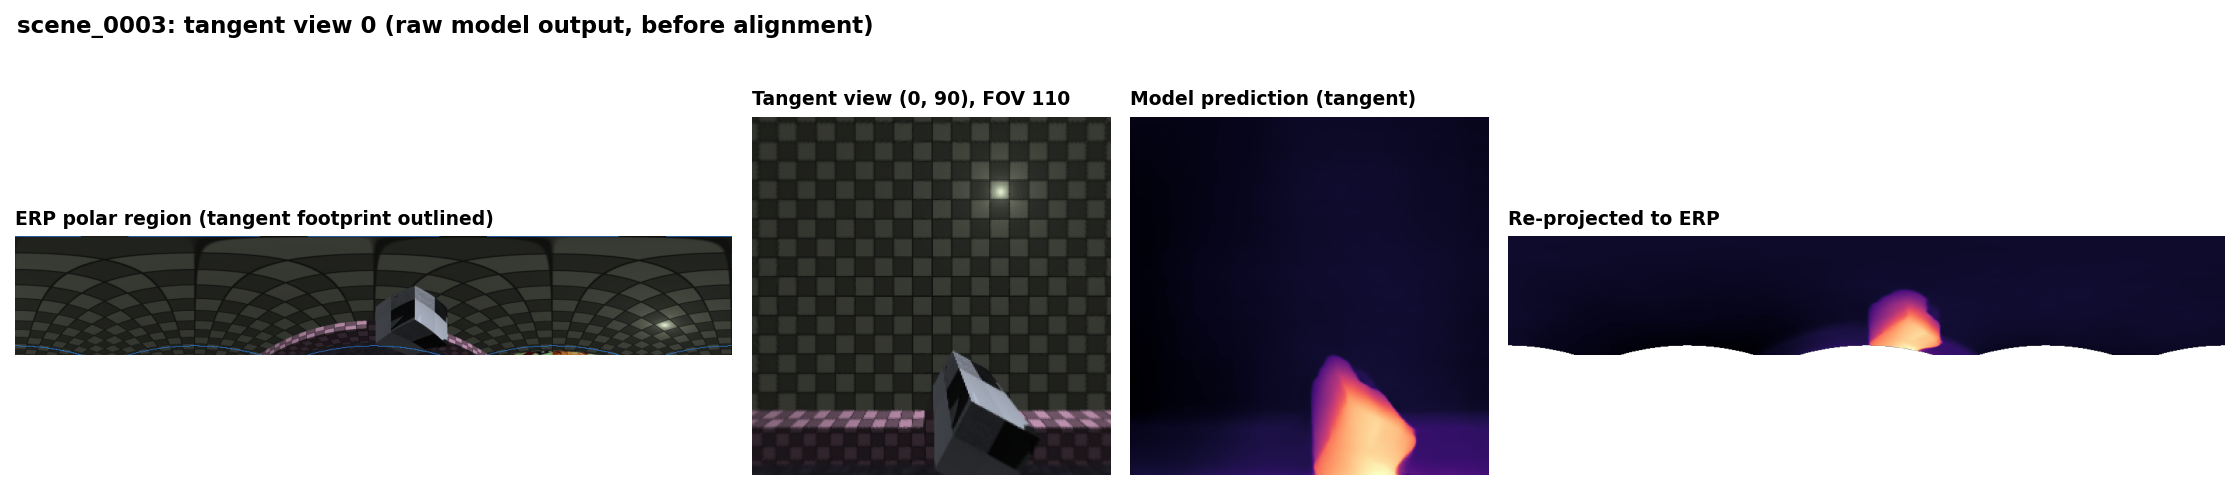 scene_0003: tangent view 0 (raw model output, before alignment)
Tangent view (0, 90), FOV 110
Model prediction (tangent)
ERP polar region (tangent footprint outlined)
Re-projected to ERP